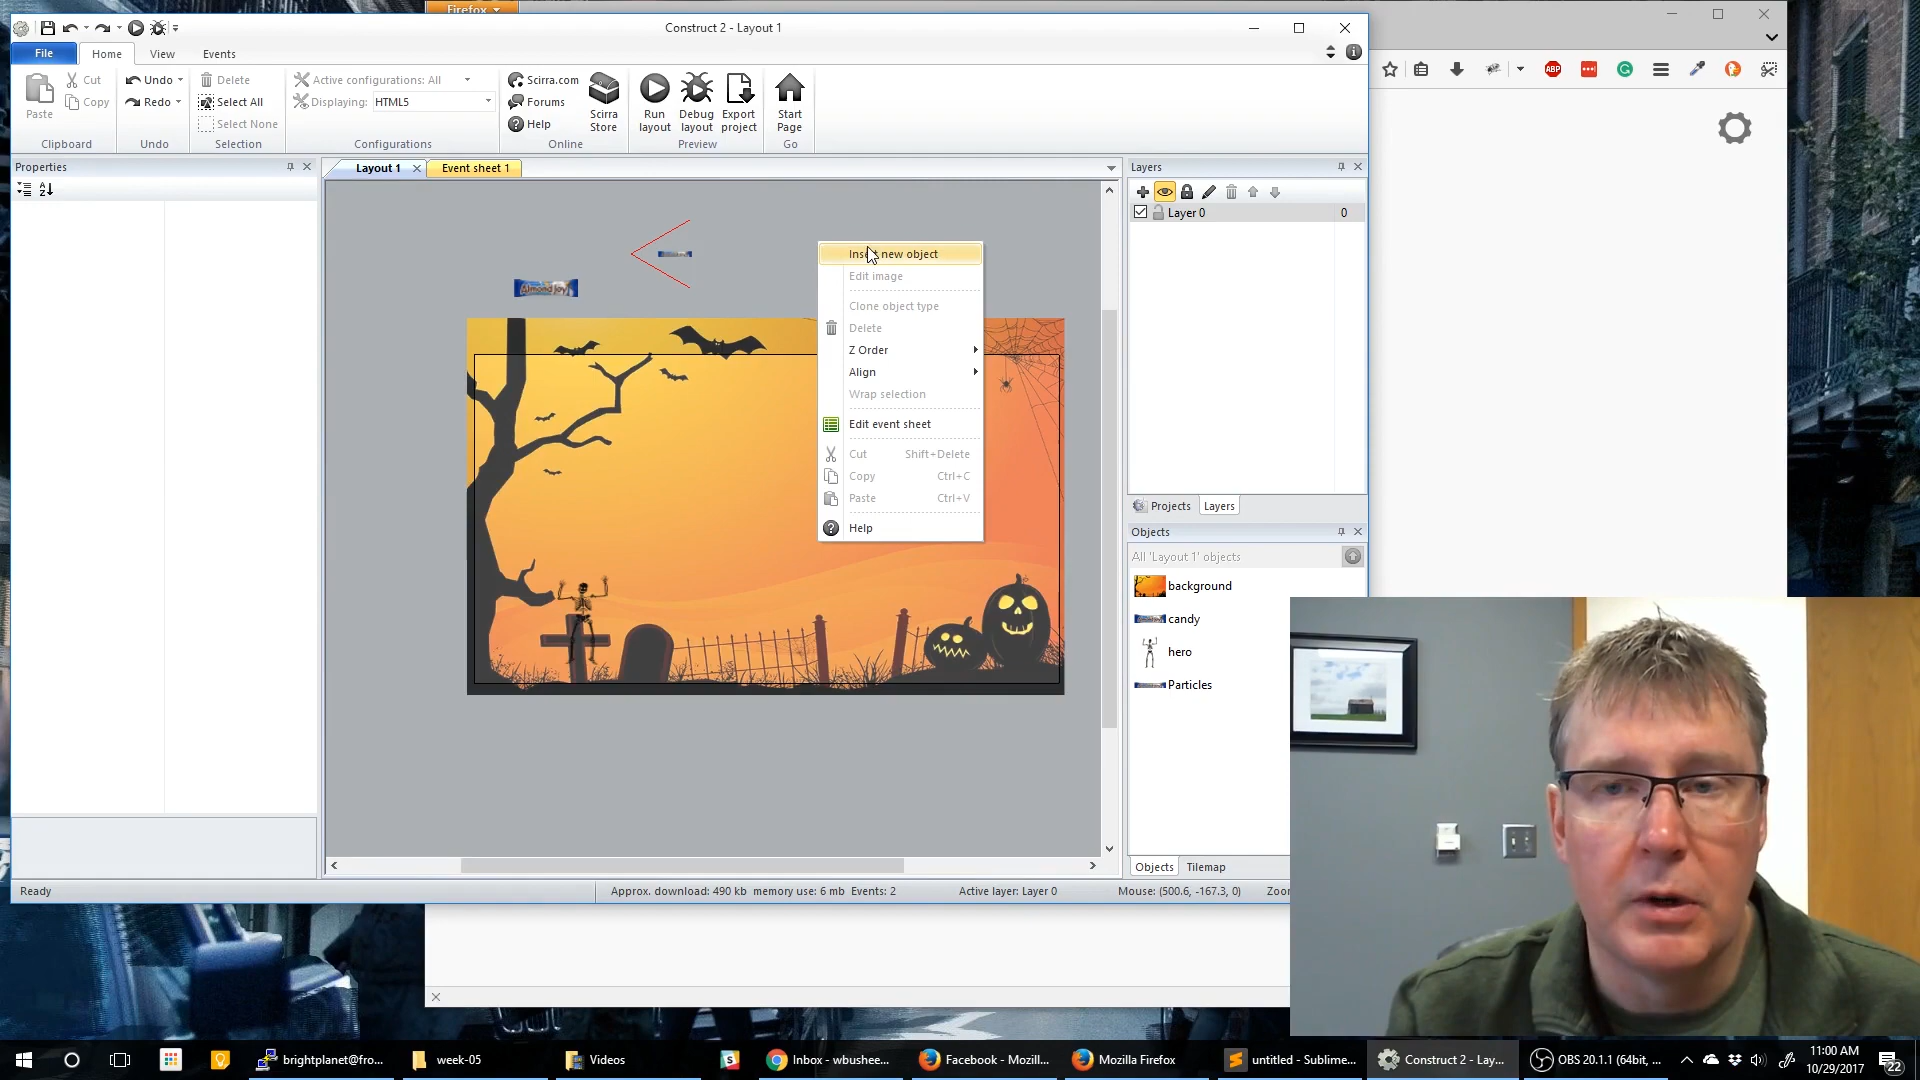 Firefox
Construct 2 - Layout 1
File
Home
View
Events
Paste
Cut
Copy
Clipboard
Undo
Redo
Undo
Delete
Select All
Select None
Selection
Active configurations: All
Displaying:
HTML5
Configurations
Scirra.com
Forums
Help
Scirra
Store
Online
Run
layout
Debug
layout
Export
project
Preview
Start
Page
Go
Properties
Layout 1
Event sheet 1
Almond Joy
Insert new object
Edit image
Clone object type
Delete
Z Order
Align
Wrap selection
Edit event sheet
Cut Shift+Delete
Copy Ctrl+C
Paste Ctrl+V
Help
Layers
Layer 0 0
Projects
Layers
Objects
All 'Layout 1' objects
background
candy
hero
Particles
Objects
Tilemap
Ready
Approx. download: 490 kb memory use: 6 mb Events: 2
Active layer: Layer 0
Mouse: (500.6, -167.3, 0)
ABP
brightplanet@fro...
week-05
Videos
Inbox - wbushee...
Facebook - Mozill...
Mozilla Firefox
untitled - Sublime...
Construct 2 - Lay...
OBS 20.1.1 (64bit, ...
11:00 AM
10/29/2017
22